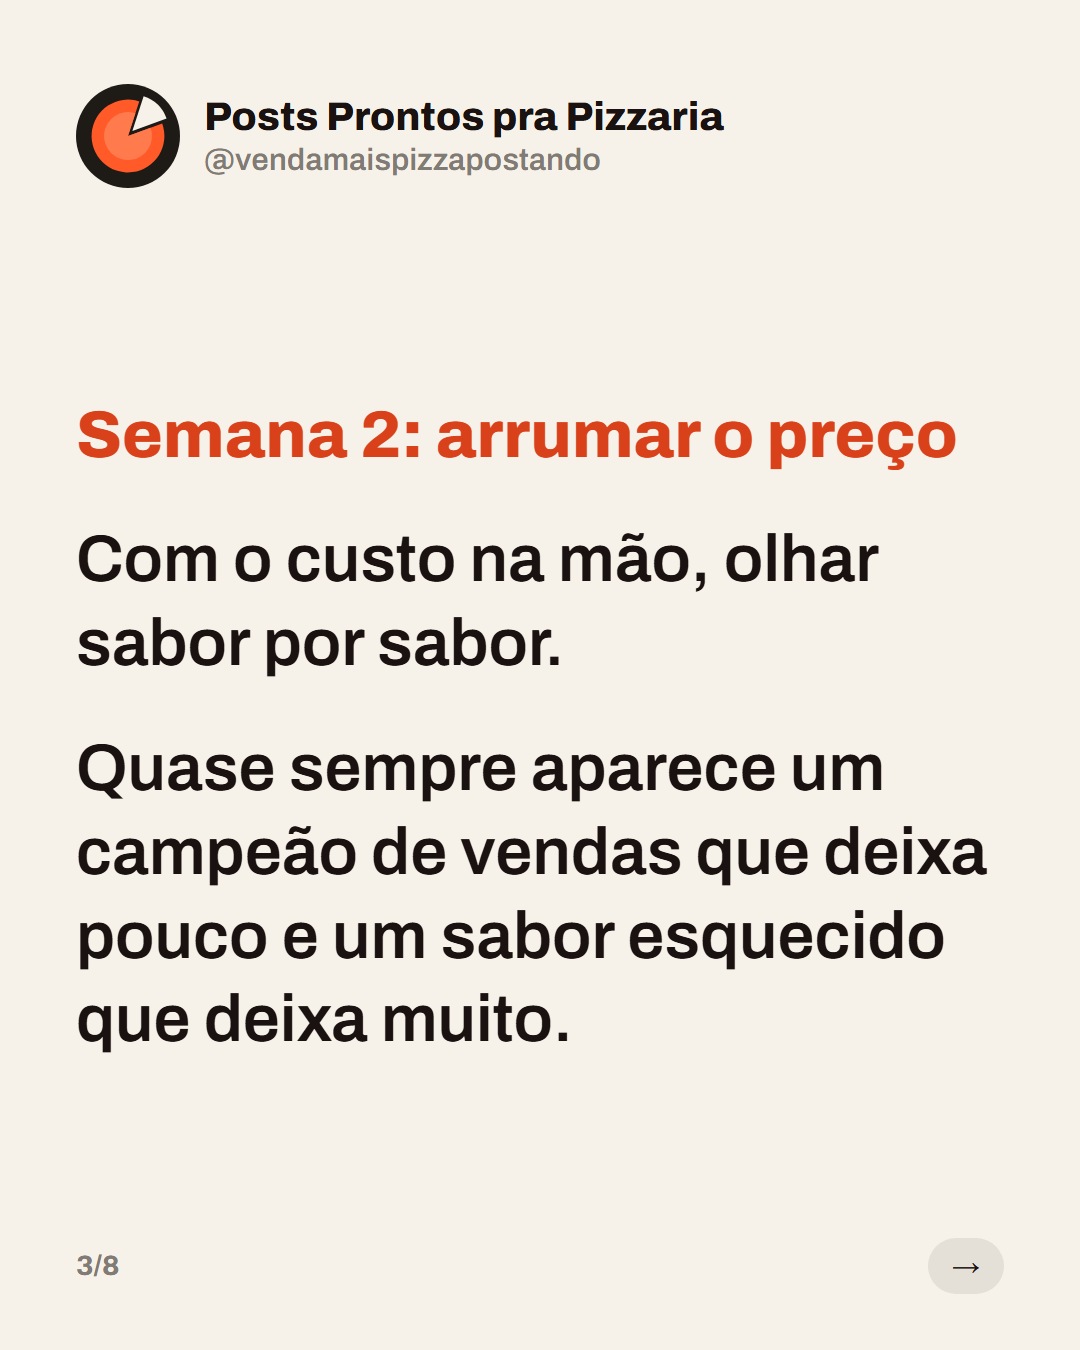 Posts Prontos pra Pizzaria
@vendamaispizzapostando
Semana 2: arrumar o preço
Com o custo na mão, olhar
sabor por sabor.
Quase sempre aparece um
campeão de vendas que deixa
pouco e um sabor esquecido
que deixa muito.
3/8
→